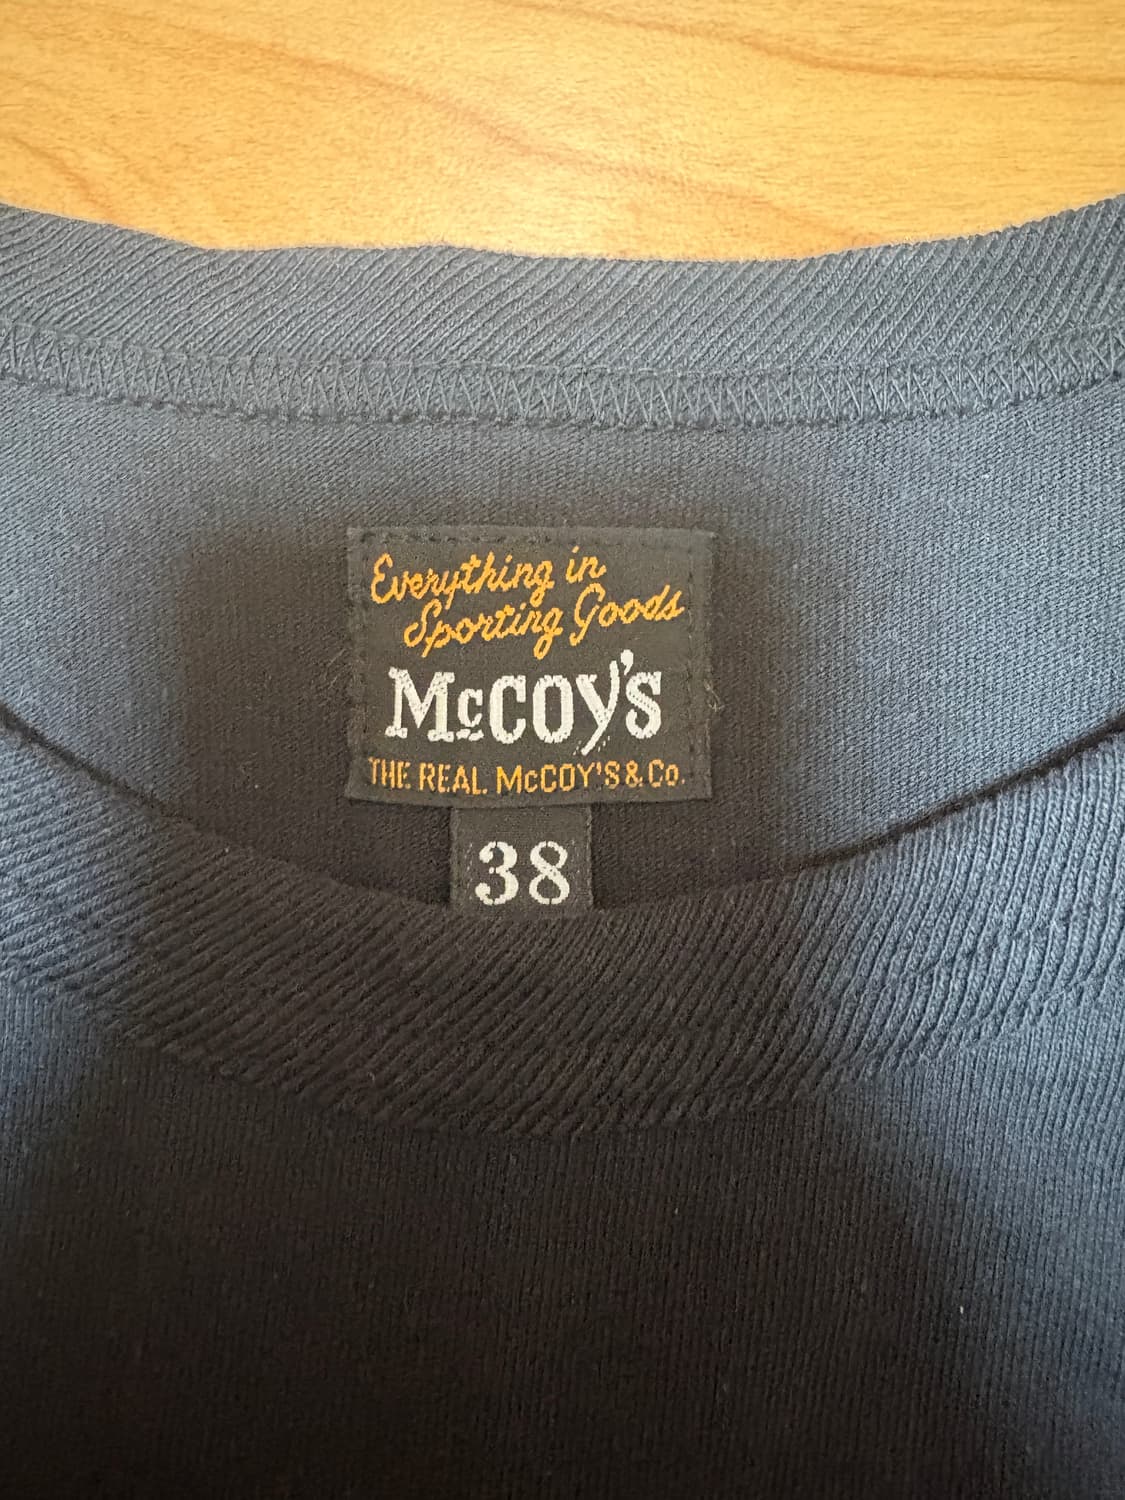 Everything in
Sporting Goods
McCOY'S
THE REAL McCOY'S & Co.
38